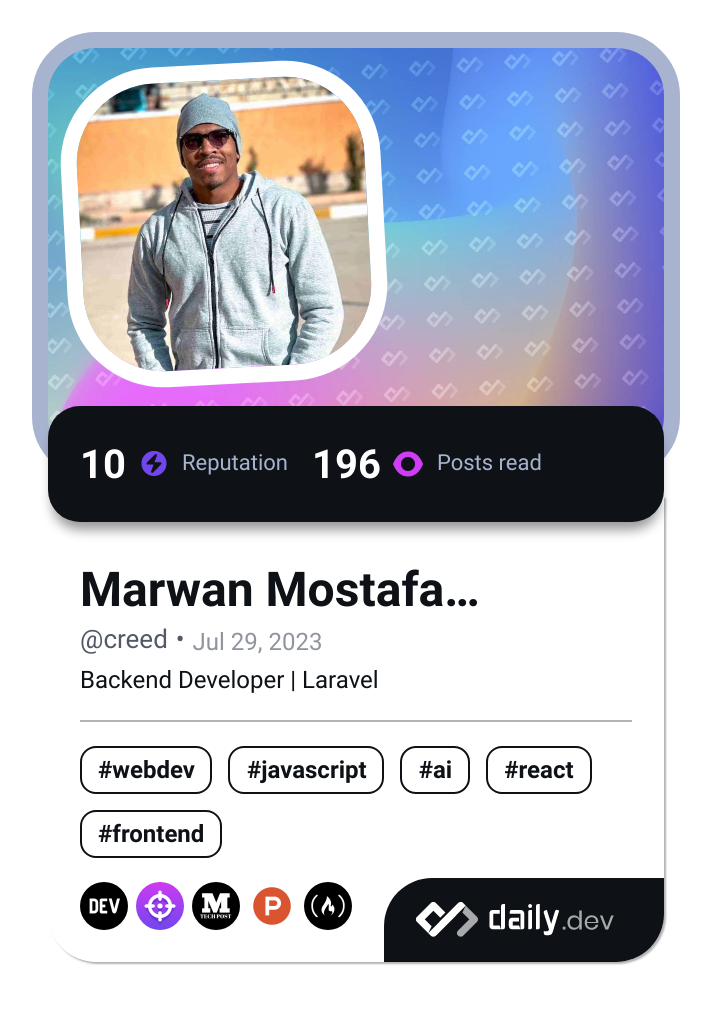 10 Reputation 196 Posts read
Marwan Mostafa...
@creed • Jul 29, 2023
Backend Developer | Laravel
#webdev #javascript #ai #react
#frontend
DEV M TECH POST P
daily.dev